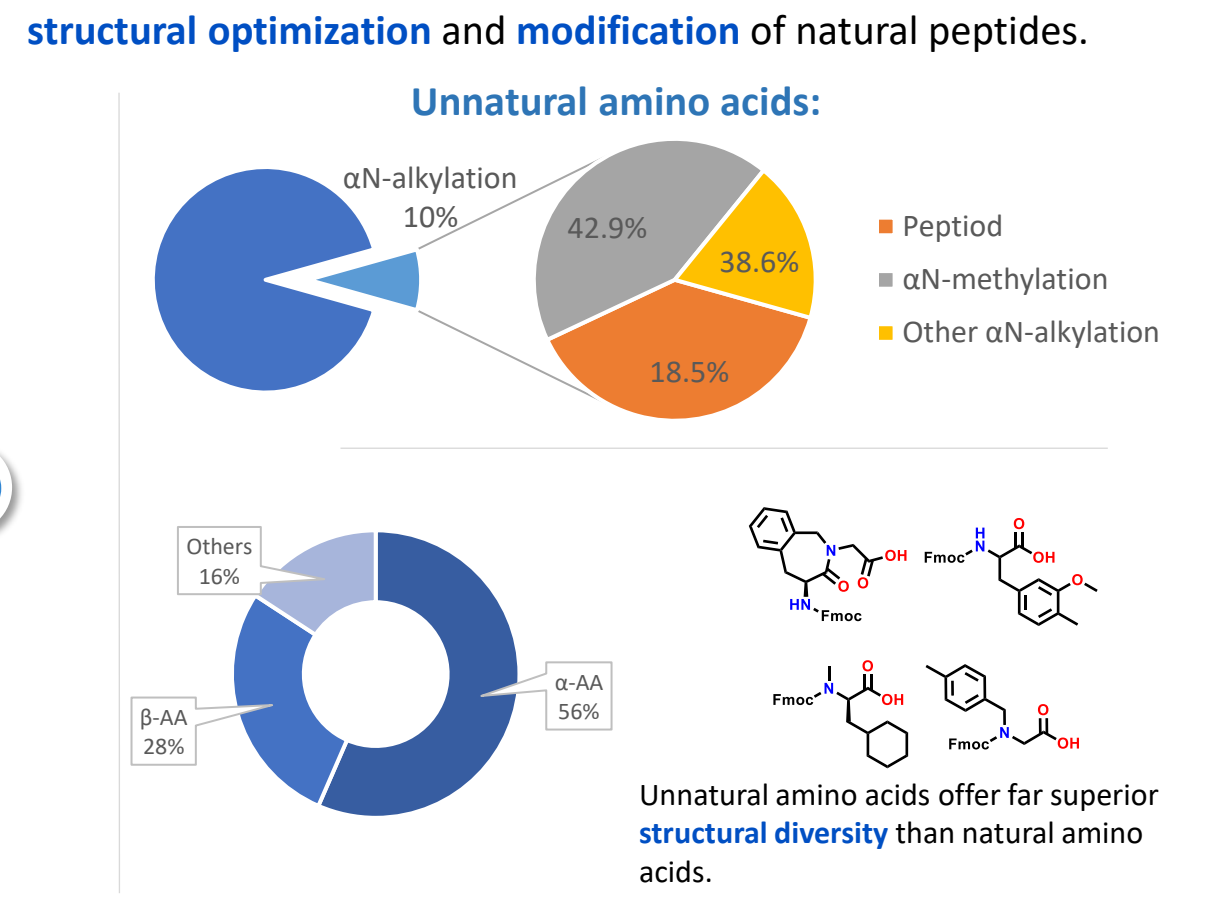 structural optimization and modification of natural peptides.
Unnatural amino acids:
αN-alkylation
10%
42.9%
38.6%
18.5%
Peptiod
αN-methylation
Other αN-alkylation
Others
16%
β-AA
28%
α-AA
56%
N
O
OH
O
HN
Fmoc
Fmoc
H
N
O
OH
O
Fmoc
N
O
OH
Fmoc
N
O
OH
Unnatural amino acids offer far superior
structural diversity than natural amino
acids.